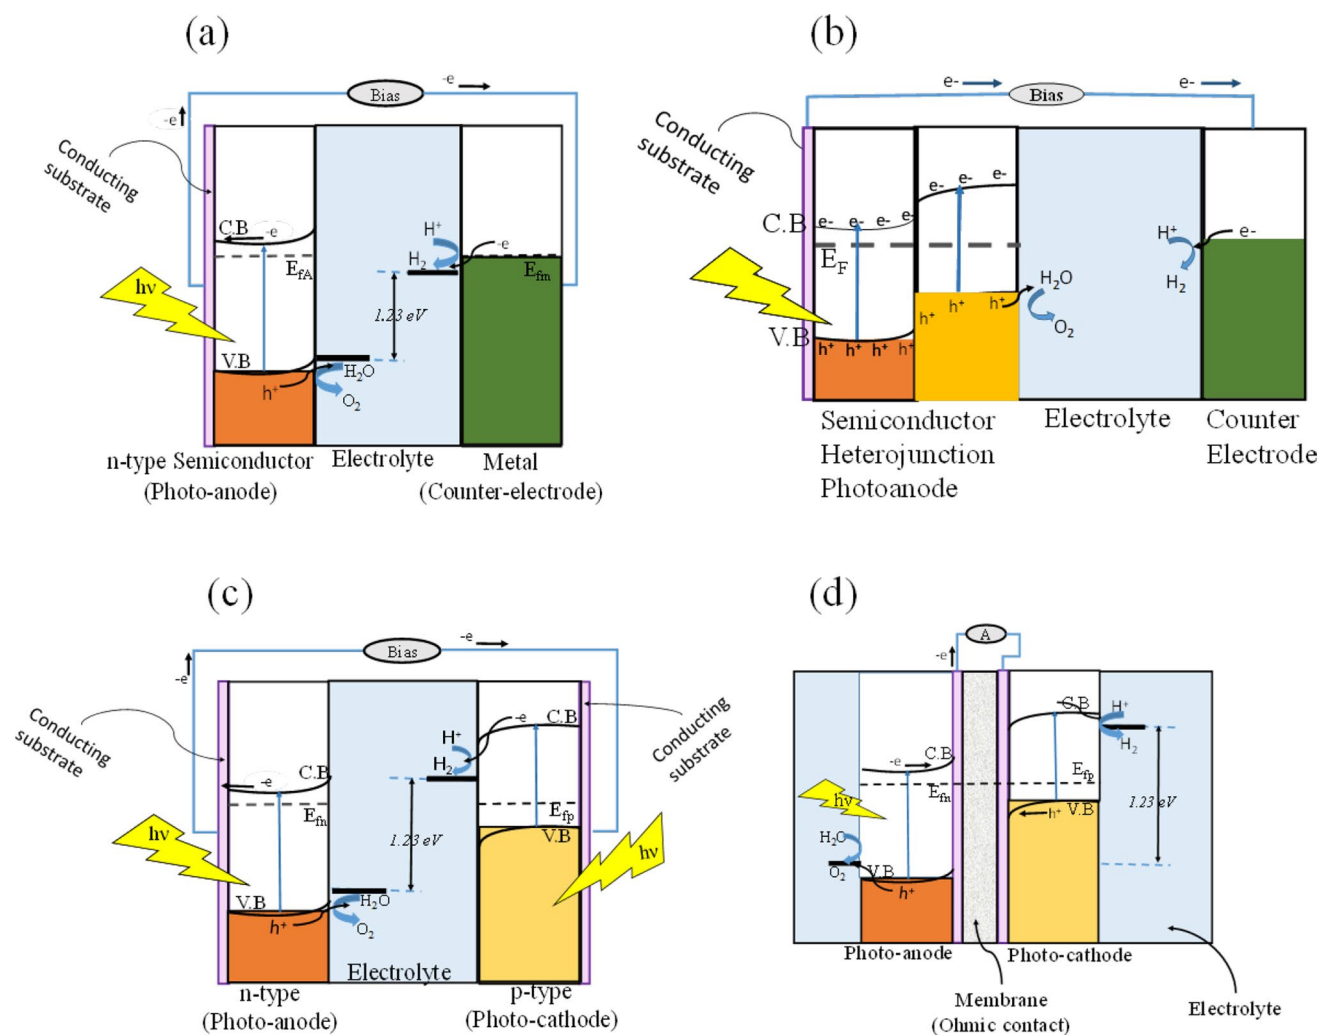 (a)
-e
Bias
-e
Conducting
substrate
C.B
-e
H⁺
-e
H₂
E_fA
E_fm
hν
1.23 eV
V.B
H₂O
h⁺
O₂
n-type Semiconductor
(Photo-anode)
Electrolyte
Metal
(Counter-electrode)
(b)
e-
Bias
e-
Conducting
substrate
e- e- e-
C.B
e- e- e- e-
H⁺
e-
E_F
H₂O
H₂
h⁺ h⁺
h⁺
O₂
V.B
h⁺ h⁺ h⁺ h⁺
Semiconductor
Heterojunction
Photoanode
Electrolyte
Counter
Electrode
(c)
-e
Bias
-e
Conducting
substrate
Conducting
substrate
C.B
-e
H⁺
H₂
C.B
-e
E_fn
E_fp
hν
1.23 eV
V.B
hν
V.B
H₂O
h⁺
O₂
Electrolyte
n-type
(Photo-anode)
p-type
(Photo-cathode)
(d)
A
-e
C.B
H⁺
H₂
C.B
-e
E_fp
E_fn
hν
1.23 eV
h⁺
V.B
H₂O
O₂
V.B
h⁺
Photo-anode
Photo-cathode
Membrane
(Ohmic contact)
Electrolyte